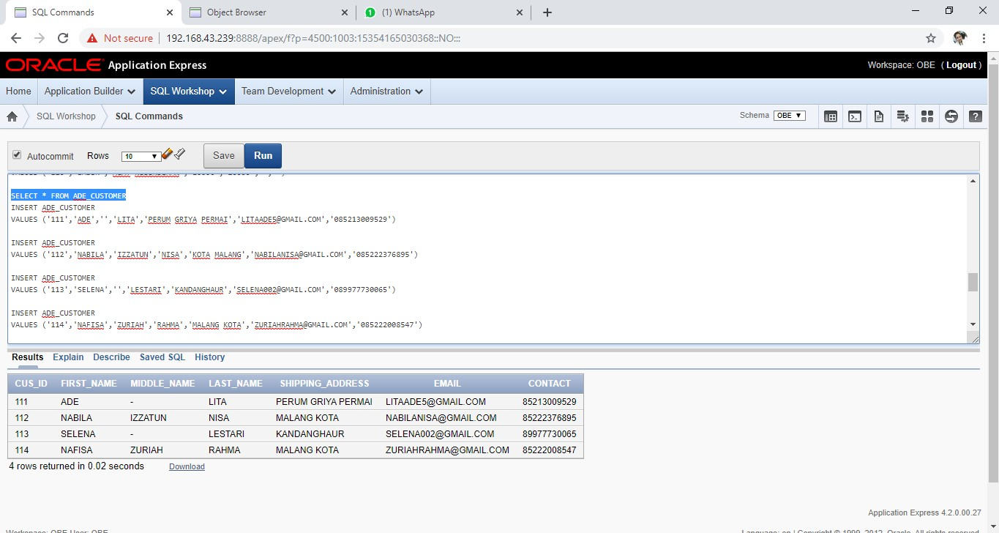 SQL Commands
Object Browser
(1) WhatsApp
Not secure 192.168.43.239:8888/apex/f?p=4500:1003:15354165030368::NO:::
ORACLE Application Express Workspace: OBE ( Logout )
Home Application Builder SQL Workshop Team Development Administration
SQL Workshop SQL Commands Schema OBE
Autocommit Rows 10 Save Run
SELECT * FROM ADE_CUSTOMER
INSERT ADE_CUSTOMER
VALUES ('111','ADE','','LITA','PERUM GRIYA PERMAI','LITAADE5@GMAIL.COM','085213009529')
INSERT ADE_CUSTOMER
VALUES ('112','NABILA','IZZATUN','NISA','KOTA MALANG','NABILANISA@GMAIL.COM','085222376895')
INSERT ADE_CUSTOMER
VALUES ('113','SELENA','','LESTARI','KANDANGHAUR','SELENA002@GMAIL.COM','089977730065')
INSERT ADE_CUSTOMER
VALUES ('114','NAFISA','ZURIAH','RAHMA','MALANG KOTA','ZURIAHRAHMA@GMAIL.COM','085222008547')
Results Explain Describe Saved SQL History
CUS_ID FIRST_NAME MIDDLE_NAME LAST_NAME SHIPPING_ADDRESS EMAIL CONTACT
111 ADE - LITA PERUM GRIYA PERMAI LITAADE5@GMAIL.COM 85213009529
112 NABILA IZZATUN NISA MALANG KOTA NABILANISA@GMAIL.COM 85222376895
113 SELENA - LESTARI KANDANGHAUR SELENA002@GMAIL.COM 89977730065
114 NAFISA ZURIAH RAHMA MALANG KOTA ZURIAHRAHMA@GMAIL.COM 85222008547
4 rows returned in 0.02 seconds Download
Application Express 4.2.0.00.27
Workspace: OBE User: OBE Language: en | Copyright © 1999, 2012, Oracle. All rights reserved.